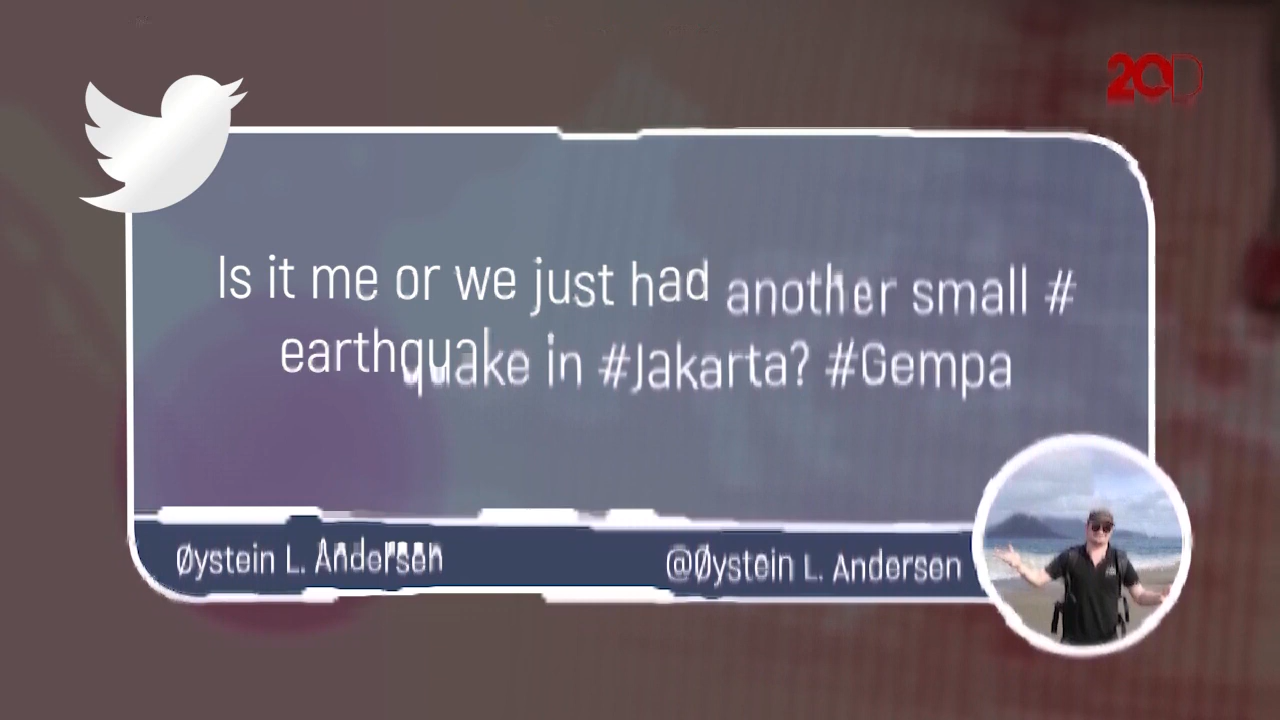 20D
Is it me or we just had another small #
earthquake in #Jakarta? #Gempa
Øystein L. Andersen
@Øystein L. Andersen